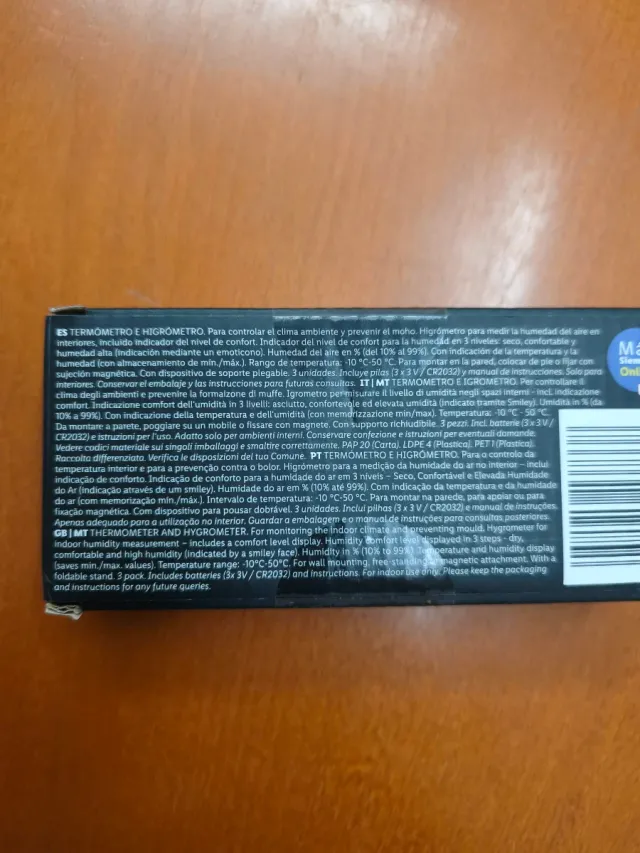 ES TERMÓMETRO E HIGRÓMETRO. Para controlar el clima ambiente y prevenir el moho. Higrómetro para medir la humedad del aire en
interiores, incluido indicador del nivel de confort. Indicador del nivel de confort para la humedad en 3 niveles: seco, confortable y
humedad alta (indicación mediante un emoticono). Humedad del aire en % (del 10% al 99%). Con indicación de la temperatura y la
humedad (con almacenamiento de mín./máx.). Rango de temperatura: -10 °C-50 °C. Para montar en la pared, colocar de pie o fijar con
sujeción magnética. Con dispositivo de soporte plegable. 3 unidades. Incluye pilas (3 x 3 V / CR2032) y manual de instrucciones. Solo para
interiores. Conservar el embalaje y las instrucciones para futuras consultas. IT | MT TERMOMETRO E IGROMETRO. Per controllare il
clima degli ambienti e prevenire la formalzone di muffe. Igrometro per misurare il livello di umidità negli spazi interni - incl. indicazione
comfort. Indicazione comfort dell'umidità in 3 livelli: asciutto, confortevole ed elevata umidità (indicato tramite Smiley). Umidità in % (da
10% a 99%). Con indicazione della temperatura e dell'umidità (con memorizzazione min/max). Temperatura: -10 °C - 50 °C.
Da montare a parete, poggiare su un mobile o fissare con magnete. Con supporto richiudibile. 3 pezzi. Incl. batterie (3 x 3 V /
CR2032) e istruzioni per l'uso. Adatto solo per ambienti interni. Conservare confezione e istruzioni per eventuali domande.
Vedere codici materiale sui singoli imballaggi e smaltire correttamente. PAP 20 (Carta). LDPE 4 (Plastica). PET 1 (Plastica).
Raccolta differenziata. Verifica le disposizioni del tuo Comune. PT TERMÓMETRO E HIGRÓMETRO. Para o controlo da
temperatura interior e para a prevenção contra o bolor. Higrómetro para a medição da humidade do ar no interior – inclui
indicação de conforto. Indicação de conforto para a humidade do ar em 3 níveis – Seco, Confortável e Elevada Humidade
do Ar (indicação através de um smiley). Humidade do ar em % (10% até 99%). Com indicação da temperatura e da humidade
do ar (com memorização mín./máx.). Intervalo de temperatura: -10 °C-50 °C. Para montar na parede, para apoiar ou para
fixação magnética. Com dispositivo para pousar dobrável. 3 unidades. Inclui pilhas (3 x 3 V / CR2032) e manual de instruções.
Apenas adequado para a utilização no interior. Guardar a embalagem e o manual de instruções para consultas posteriores.
GB | MT THERMOMETER AND HYGROMETER. For monitoring the indoor climate and preventing mould. Hygrometer for
indoor humidity measurement – includes a comfort level display. Humidity comfort level displayed in 3 steps - dry,
comfortable and high humidity (indicated by a smiley face). Humidity in % (10% to 99%). Temperature and humidity display
(saves min./max. values). Temperature range: -10°C-50°C. For wall mounting, free-standing or magnetic attachment. With a
foldable stand. 3 pack. Includes batteries (3x 3V / CR2032) and instructions. For indoor use only. Please keep the packaging
and instructions for any future queries.